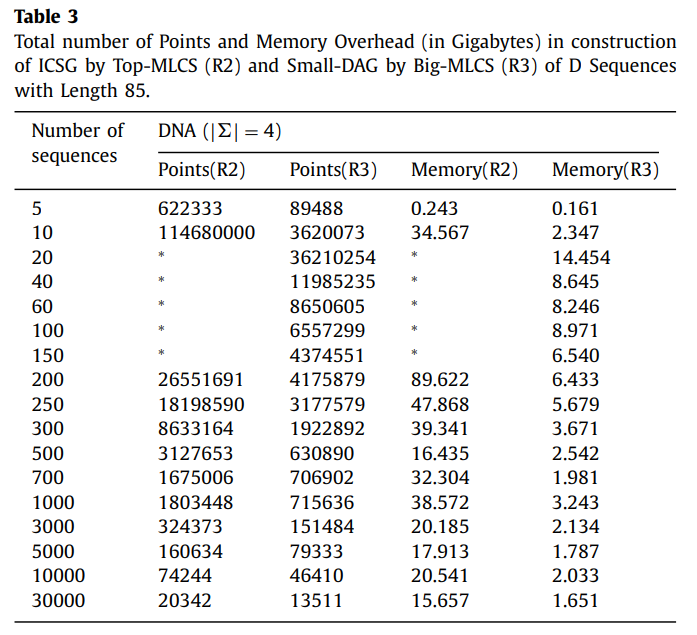 Table 3
Total number of Points and Memory Overhead (in Gigabytes) in construction
of ICSG by Top-MLCS (R2) and Small-DAG by Big-MLCS (R3) of D Sequences
with Length 85.
Number of sequences DNA (|Σ| = 4)
Points(R2) Points(R3) Memory(R2) Memory(R3)
5 622333 89488 0.243 0.161
10 114680000 3620073 34.567 2.347
20 * 36210254 * 14.454
40 * 11985235 * 8.645
60 * 8650605 * 8.246
100 * 6557299 * 8.971
150 * 4374551 * 6.540
200 26551691 4175879 89.622 6.433
250 18198590 3177579 47.868 5.679
300 8633164 1922892 39.341 3.671
500 3127653 630890 16.435 2.542
700 1675006 706902 32.304 1.981
1000 1803448 715636 38.572 3.243
3000 324373 151484 20.185 2.134
5000 160634 79333 17.913 1.787
10000 74244 46410 20.541 2.033
30000 20342 13511 15.657 1.651